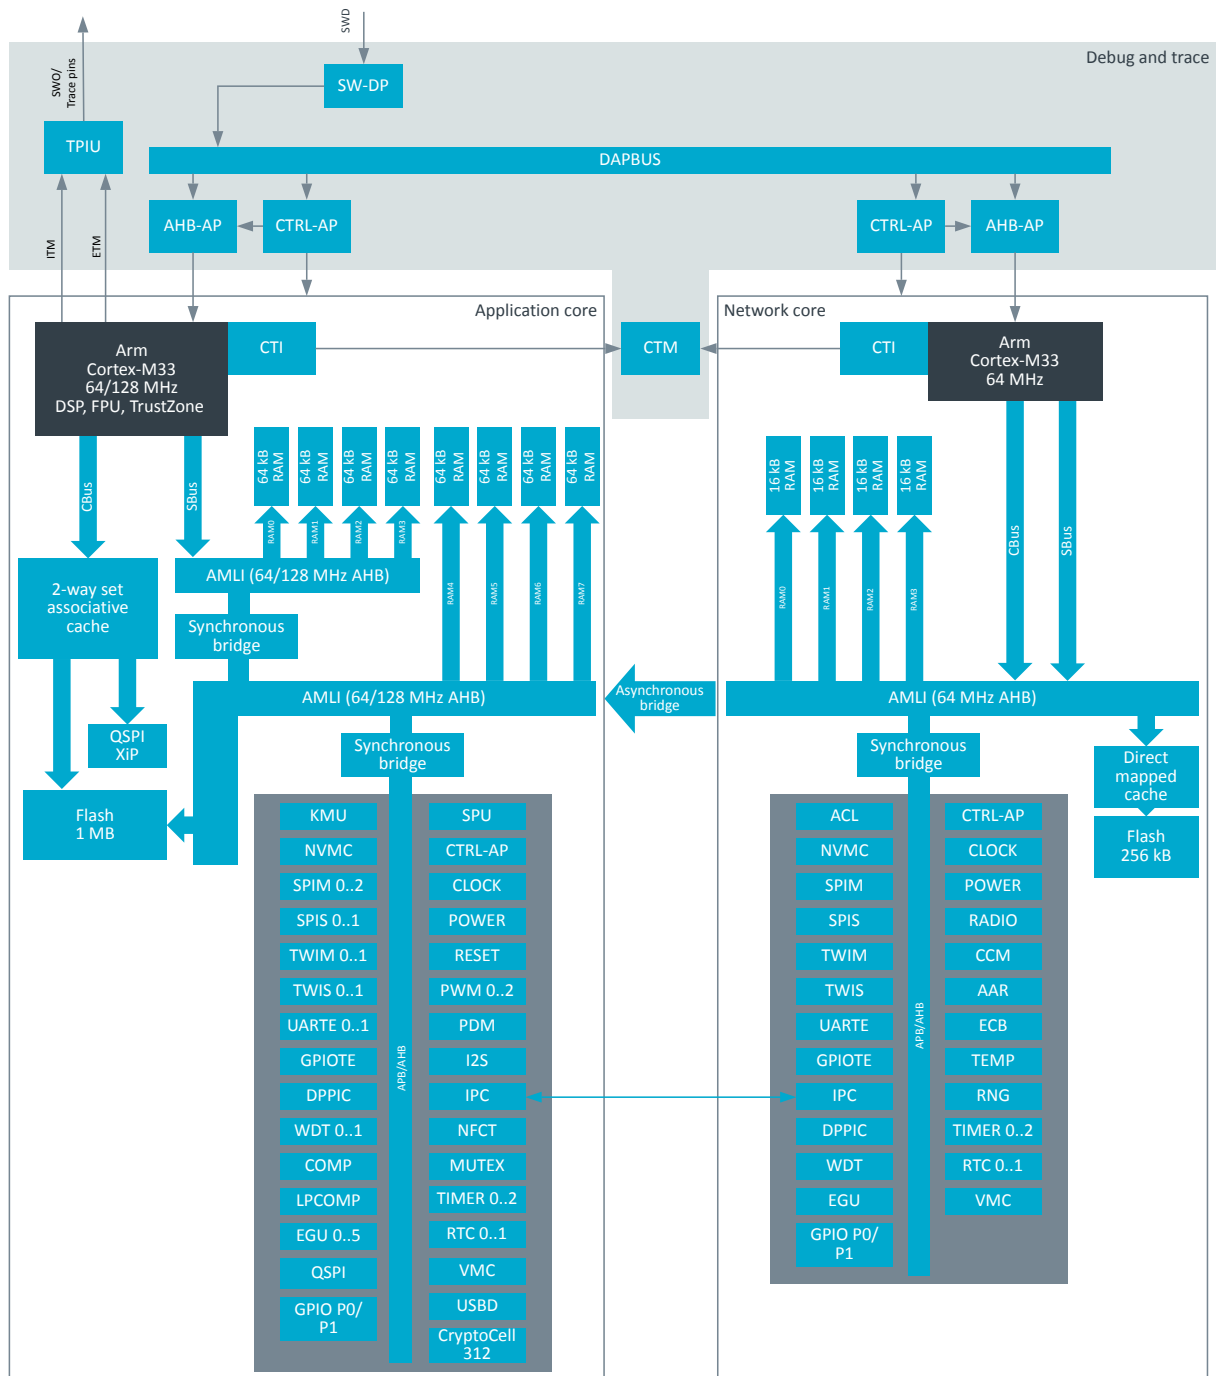 SWD
Debug and trace
SWO/
Trace pins
SW-DP
TPIU
DAPBUS
AHB-AP
CTRL-AP
CTRL-AP
AHB-AP
ITM
ETM
Application core
Network core
Arm
Cortex-M33
64/128 MHz
DSP, FPU, TrustZone
CTI
CTM
CTI
Arm
Cortex-M33
64 MHz
64 kB
RAM
64 kB
RAM
64 kB
RAM
64 kB
RAM
64 kB
RAM
64 kB
RAM
64 kB
RAM
64 kB
RAM
16 kB
RAM
16 kB
RAM
16 kB
RAM
16 kB
RAM
CBus
SBus
RAM0
RAM1
RAM2
RAM3
CBus
SBus
AMLI (64/128 MHz AHB)
RAM4
RAM5
RAM6
RAM7
RAM0
RAM1
RAM2
RAM3
2-way set
associative
cache
Synchronous
bridge
AMLI (64/128 MHz AHB)
Asynchronous
bridge
AMLI (64 MHz AHB)
QSPI
XiP
Synchronous
bridge
Synchronous
bridge
Direct
mapped
cache
Flash
1 MB
Flash
256 kB
KMU
NVMC
SPIM 0..2
SPIS 0..1
TWIM 0..1
TWIS 0..1
UARTE 0..1
GPIOTE
DPPIC
WDT 0..1
COMP
LPCOMP
EGU 0..5
QSPI
GPIO P0/
P1
APB/AHB
SPU
CTRL-AP
CLOCK
POWER
RESET
PWM 0..2
PDM
I2S
IPC
NFCT
MUTEX
TIMER 0..2
RTC 0..1
VMC
USBD
CryptoCell
312
ACL
NVMC
SPIM
SPIS
TWIM
TWIS
UARTE
GPIOTE
IPC
DPPIC
WDT
EGU
GPIO P0/
P1
APB/AHB
CTRL-AP
CLOCK
POWER
RADIO
CCM
AAR
ECB
TEMP
RNG
TIMER 0..2
RTC 0..1
VMC